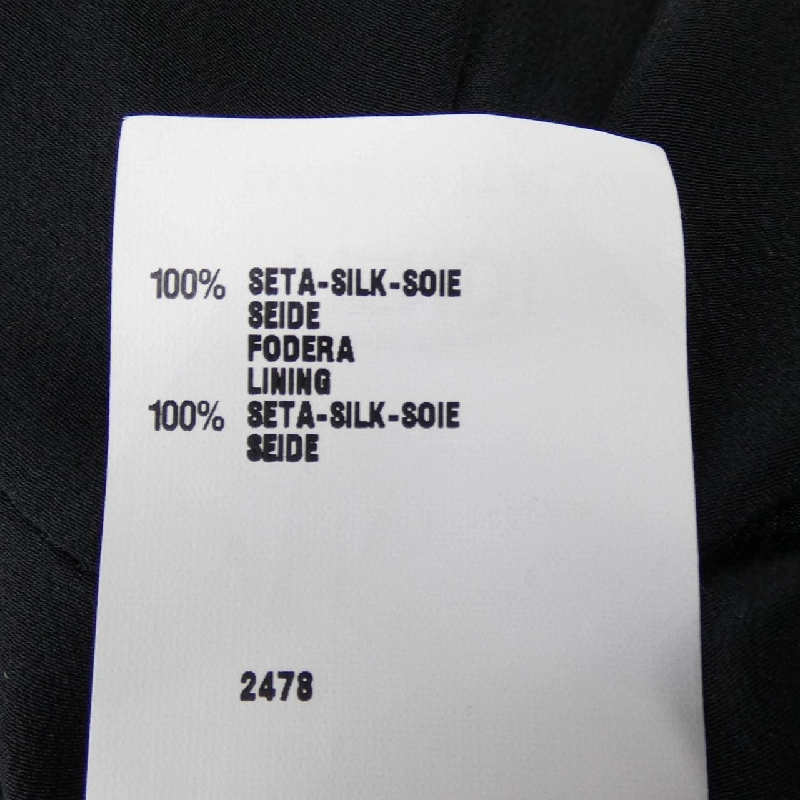 100% SETA-SILK-SOIE
SEIDE
FODERA
LINING
100% SETA-SILK-SOIE
SEIDE
2478